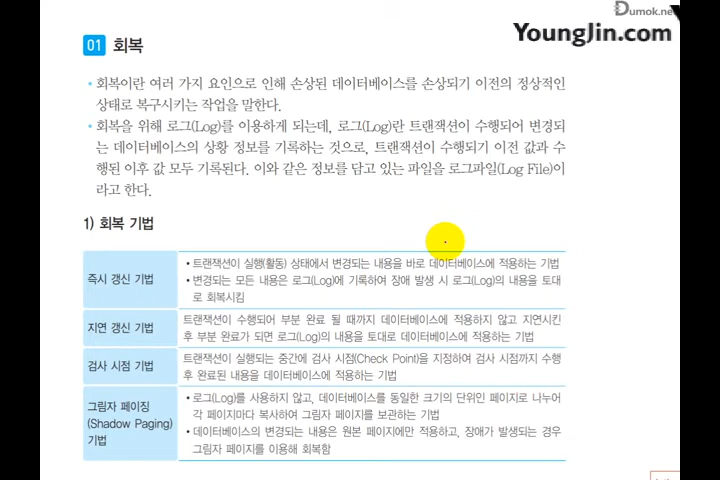 Dumok.ne
YoungJin.com
01 회복
• 회복이란 여러 가지 요인으로 인해 손상된 데이터베이스를 손상되기 이전의 정상적인
상태로 복구시키는 작업을 말한다.
• 회복을 위해 로그(Log)를 이용하게 되는데, 로그(Log)란 트랜잭션이 수행되어 변경되
는 데이터베이스의 상황 정보를 기록하는 것으로, 트랜잭션이 수행되기 이전 값과 수
행된 이후 값 모두 기록된다. 이와 같은 정보를 담고 있는 파일을 로그파일(Log File)이
라고 한다.
1) 회복 기법
즉시 갱신 기법
• 트랜잭션이 실행(활동) 상태에서 변경되는 내용을 바로 데이터베이스에 적용하는 기법
• 변경되는 모든 내용은 로그(Log)에 기록하여 장애 발생 시 로그(Log)의 내용을 토대
로 회복시킴
지연 갱신 기법
트랜잭션이 수행되어 부분 완료 될 때까지 데이터베이스에 적용하지 않고 지연시킨
후 부분 완료가 되면 로그(Log)의 내용을 토대로 데이터베이스에 적용하는 기법
검사 시점 기법
트랜잭션이 실행되는 중간에 검사 시점(Check Point)을 지정하여 검사 시점까지 수행
후 완료된 내용을 데이터베이스에 적용하는 기법
그림자 페이징
(Shadow Paging)
기법
• 로그(Log)를 사용하지 않고, 데이터베이스를 동일한 크기의 단위인 페이지로 나누어
각 페이지마다 복사하여 그림자 페이지를 보관하는 기법
• 데이터베이스의 변경되는 내용은 원본 페이지에만 적용하고, 장애가 발생되는 경우
그림자 페이지를 이용해 회복함